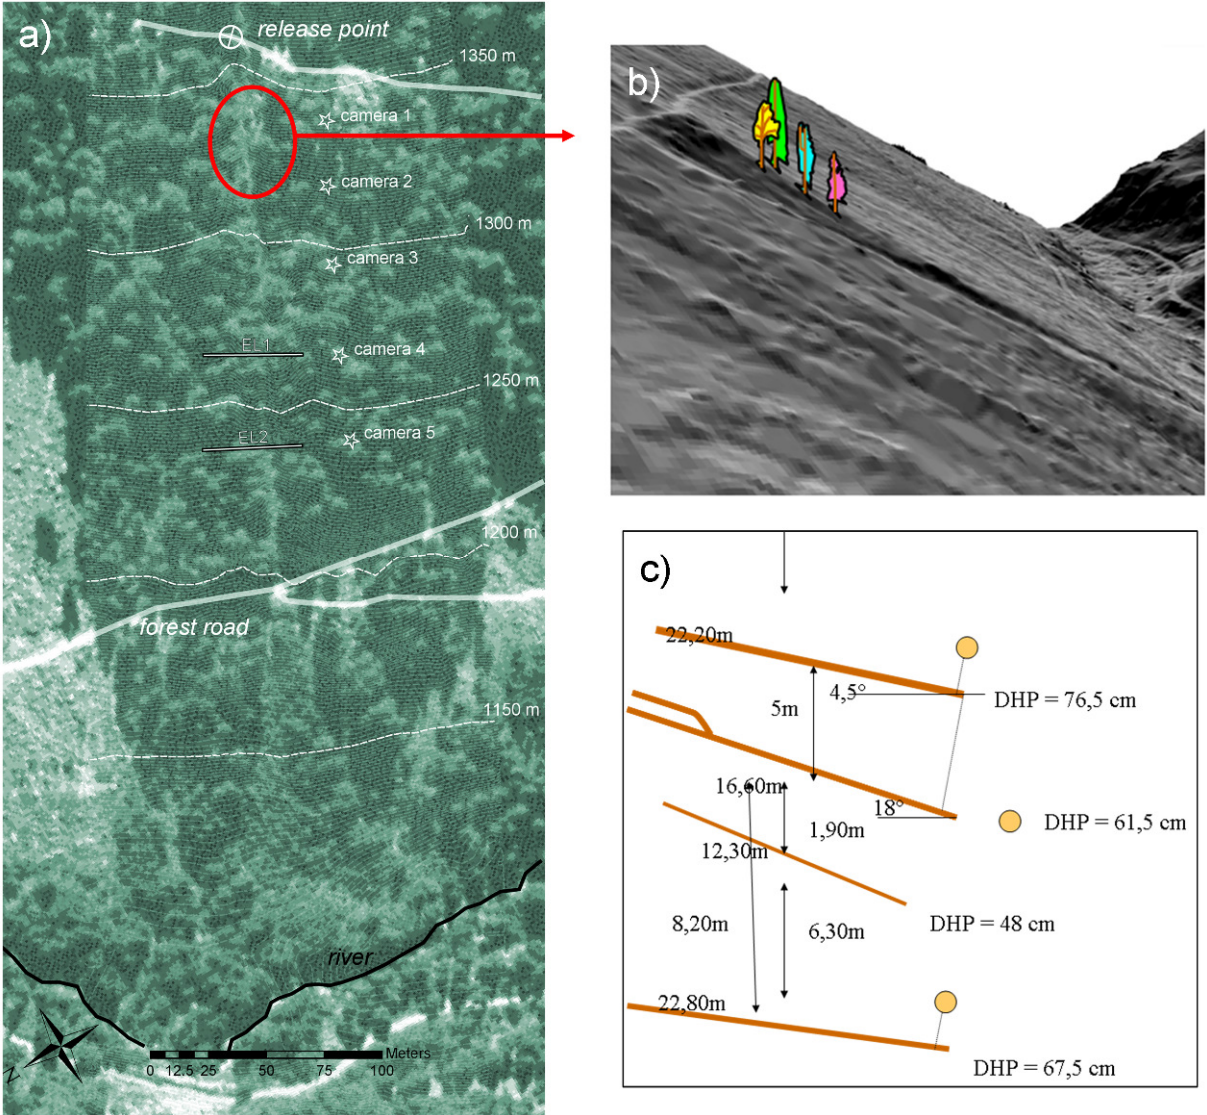 a)
release point
1350 m
camera 1
camera 2
1300 m
camera 3
EL1
camera 4
1250 m
EL2
camera 5
1200 m
forest road
1150 m
river
N
Meters
0 12.5 25 50 75 100
b)
c)
22,20m
4,5°
5m
DHP = 76,5 cm
16,60m
18°
1,90m
DHP = 61,5 cm
12,30m
8,20m
6,30m
DHP = 48 cm
22,80m
DHP = 67,5 cm